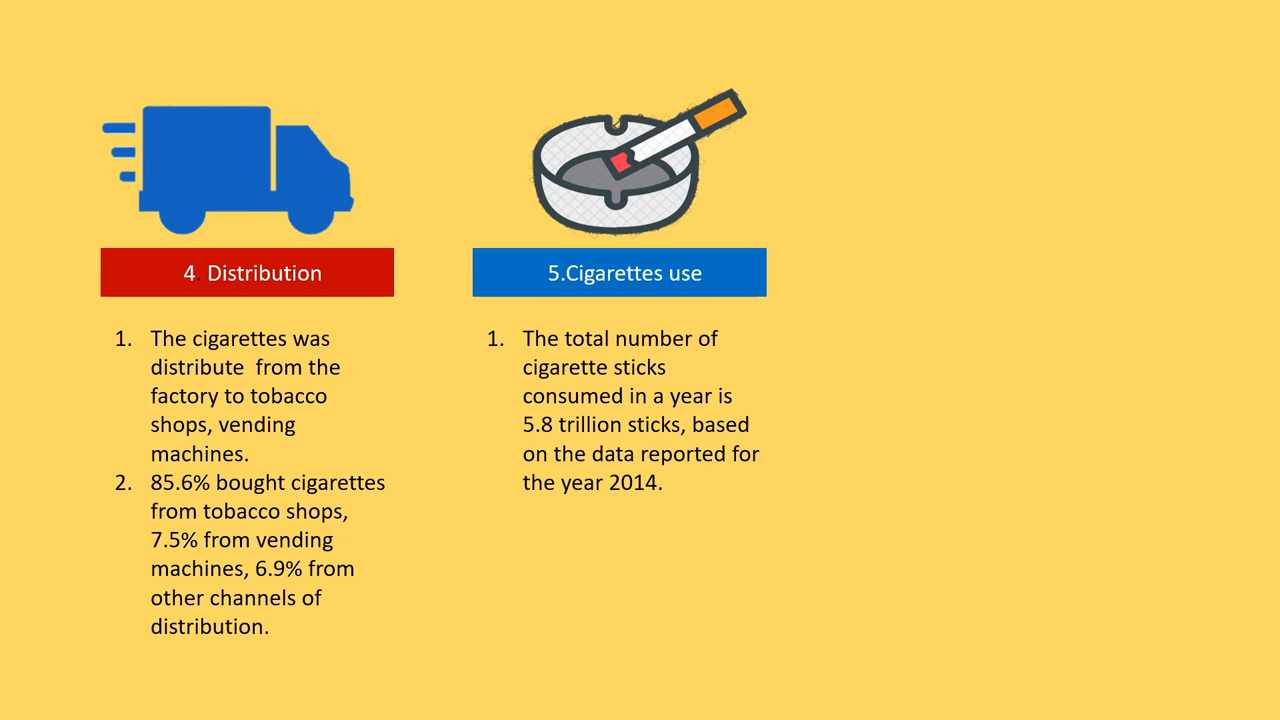 4. Distribution
1. The cigarettes was
distribute  from the
factory to tobacco
shops, vending
machines.
2. 85.6% bought cigarettes
from tobacco shops,
7.5% from vending
machines, 6.9% from
other channels of
distribution.
5.Cigarettes use
1. The total number of
cigarette sticks
consumed in a year is
5.8 trillion sticks, based
on the data reported for
the year 2014.